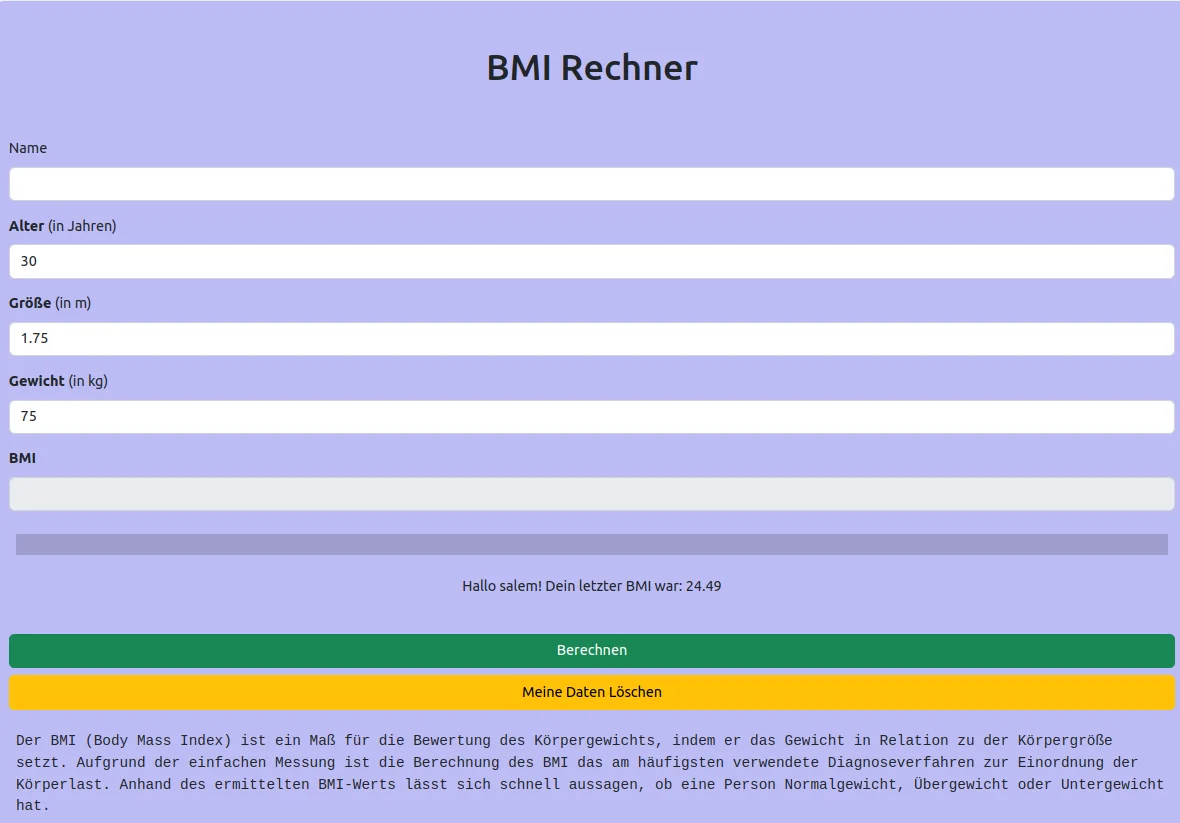 BMI Rechner
Name
Alter (in Jahren)
30
Größe (in m)
1.75
Gewicht (in kg)
75
BMI
Hallo salem! Dein letzter BMI war: 24.49
Berechnen
Meine Daten Löschen
Der BMI (Body Mass Index) ist ein Maß für die Bewertung des Körpergewichts, indem er das Gewicht in Relation zu der Körpergröße
setzt. Aufgrund der einfachen Messung ist die Berechnung des BMI das am häufigsten verwendete Diagnoseverfahren zur Einordnung der
Körperlast. Anhand des ermittelten BMI-Werts lässt sich schnell aussagen, ob eine Person Normalgewicht, Übergewicht oder Untergewicht
hat.